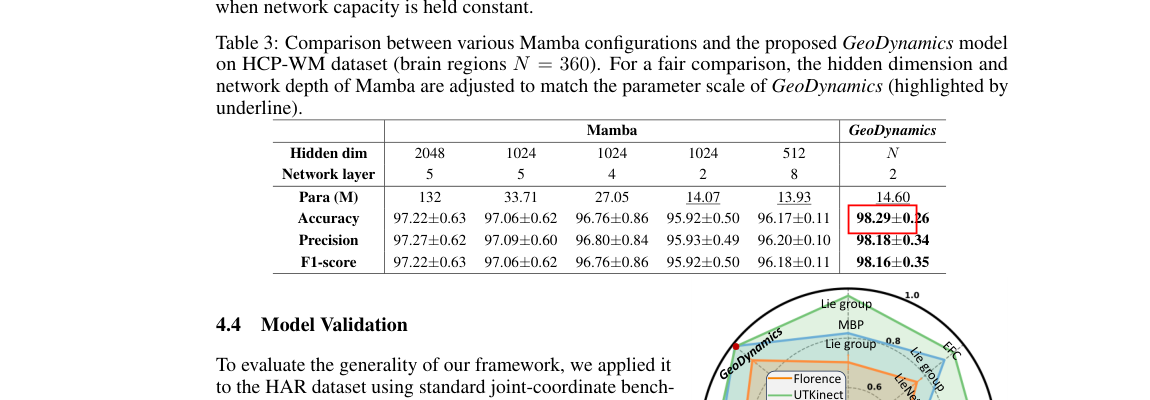 when network capacity is held constant.
Table 3: Comparison between various Mamba configurations and the proposed GeoDynamics model
on HCP-WM dataset (brain regions N = 360). For a fair comparison, the hidden dimension and
network depth of Mamba are adjusted to match the parameter scale of GeoDynamics (highlighted by
underline).
Mamba GeoDynamics
Hidden dim 2048 1024 1024 1024 512 N
Network layer 5 5 4 2 8 2
Para (M) 132 33.71 27.05 14.07 13.93 14.60
Accuracy 97.22±0.63 97.06±0.62 96.76±0.86 95.92±0.50 96.17±0.11 98.29±0.26
Precision 97.27±0.62 97.09±0.60 96.80±0.84 95.93±0.49 96.20±0.10 98.18±0.34
F1-score 97.22±0.63 97.06±0.62 96.76±0.86 95.92±0.50 96.18±0.11 98.16±0.35
4.4 Model Validation
To evaluate the generality of our framework, we applied it
to the HAR dataset using standard joint-coordinate bench-
1.0
Lie group
MBP
Lie group
0.8
EFC
Lie group
GeoDynamics
Florence
UTKinect
0.6